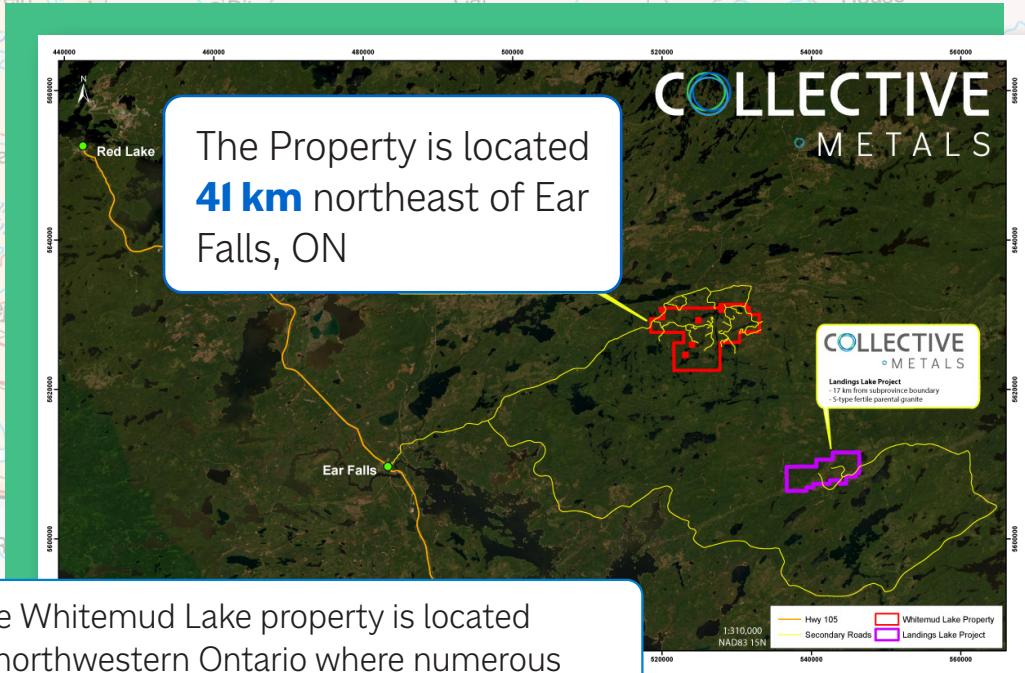 440000 460000 480000 500000 520000 540000 560000
N
COLLECTIVE
METALS
5660000
5660000
Red Lake
The Property is located
41 km northeast of Ear
Falls, ON
5640000
5640000
COLLECTIVE
METALS
Landings Lake Project
- 17 km from subprovince boundary
- S-type fertile parental granite
5620000
5620000
Ear Falls
5600000
5600000
Whitemud Lake property is located
northwestern Ontario where numerous
1:310,000
NAD83 15N
Hwy 105
Secondary Roads
Whitemud Lake Property
Landings Lake Project
520000 540000 560000